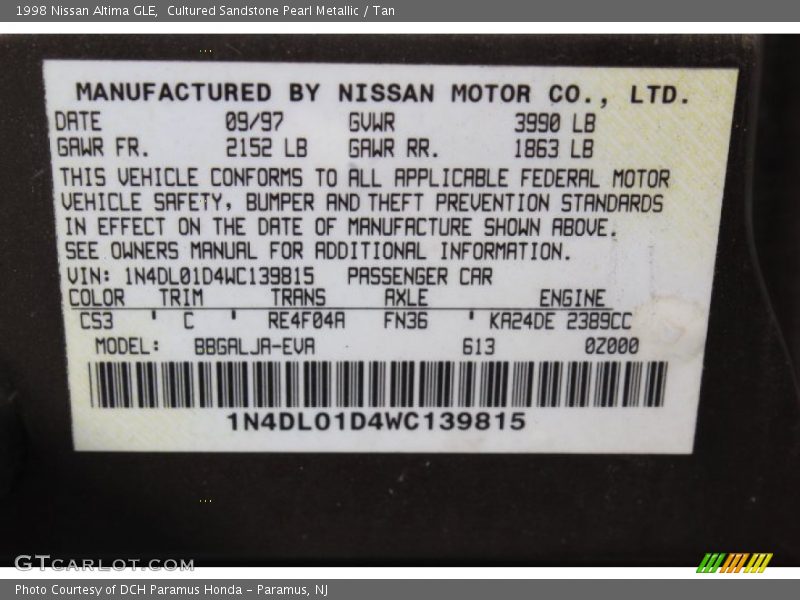 1998 Nissan Altima GLE,  Cultured Sandstone Pearl Metallic / Tan
MANUFACTURED BY NISSAN MOTOR CO., LTD.
DATE 09/97 GVWR 3990 LB
GAWR FR. 2152 LB GAWR RR. 1863 LB
THIS VEHICLE CONFORMS TO ALL APPLICABLE FEDERAL MOTOR
VEHICLE SAFETY, BUMPER AND THEFT PREVENTION STANDARDS
IN EFFECT ON THE DATE OF MANUFACTURE SHOWN ABOVE.
SEE OWNERS MANUAL FOR ADDITIONAL INFORMATION.
VIN: 1N4DL01D4WC139815 PASSENGER CAR
COLOR TRIM TRANS AXLE ENGINE
CS3 ' C ' RE4F04A FN36 ' KA24DE 2389CC
MODEL: BBGALJA-EVA 613 0Z000
1N4DL01D4WC139815
GTCARLOT.COM
Photo Courtesy of DCH Paramus Honda - Paramus, NJ